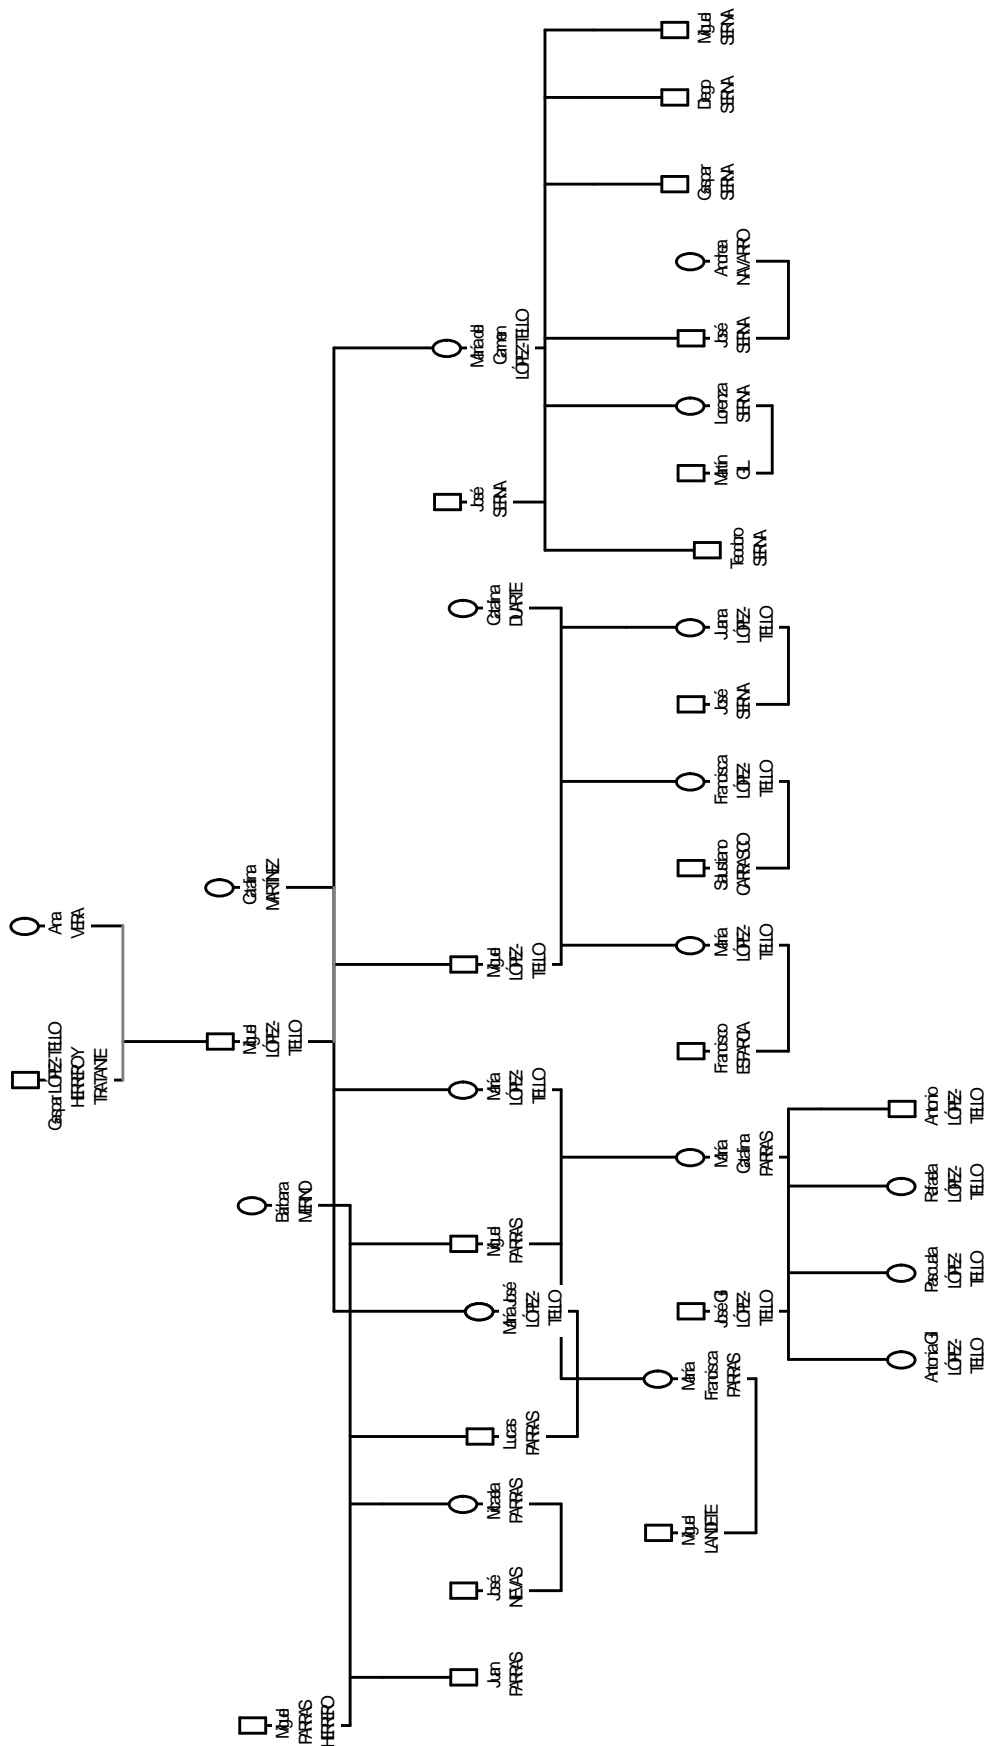 Gaspar LÓPEZ-TELLO
HERRERO Y
TRATANTE
Ana
VERA
Miguel
PARRAS
HERRERO
Bárbara
MERINO
Miguel
LÓPEZ-
TELLO
Catalina
MARTÍNEZ
Juan
PARRAS
José
NIEVAS
Micaela
PARRAS
Lucas
PARRAS
María José
LÓPEZ-
TELLO
Miguel
PARRAS
María
LÓPEZ-
TELLO
Miguel
LÓPEZ-
TELLO
Catalina
DUARTE
José
SERNA
María del
Carmen
LÓPEZ-TELLO
Miguel
LANDETE
María
Francisca
PARRAS
José Gil
LÓPEZ-
TELLO
María
Catalina
PARRAS
Francisco
ESPARCIA
María
LÓPEZ-
TELLO
Salustiano
CARRASCO
Francisca
LÓPEZ-
TELLO
José
SERNA
Juana
LÓPEZ-
TELLO
Teodoro
SERNA
Martín
GIL
Lorenza
SERNA
José
SERNA
Andrea
NAVARRO
Gaspar
SERNA
Diego
SERNA
Miguel
SERNA
Antonia Gil
LÓPEZ-
TELLO
Pascuala
LÓPEZ-
TELLO
Rafaela
LÓPEZ-
TELLO
Antonio
LÓPEZ-
TELLO